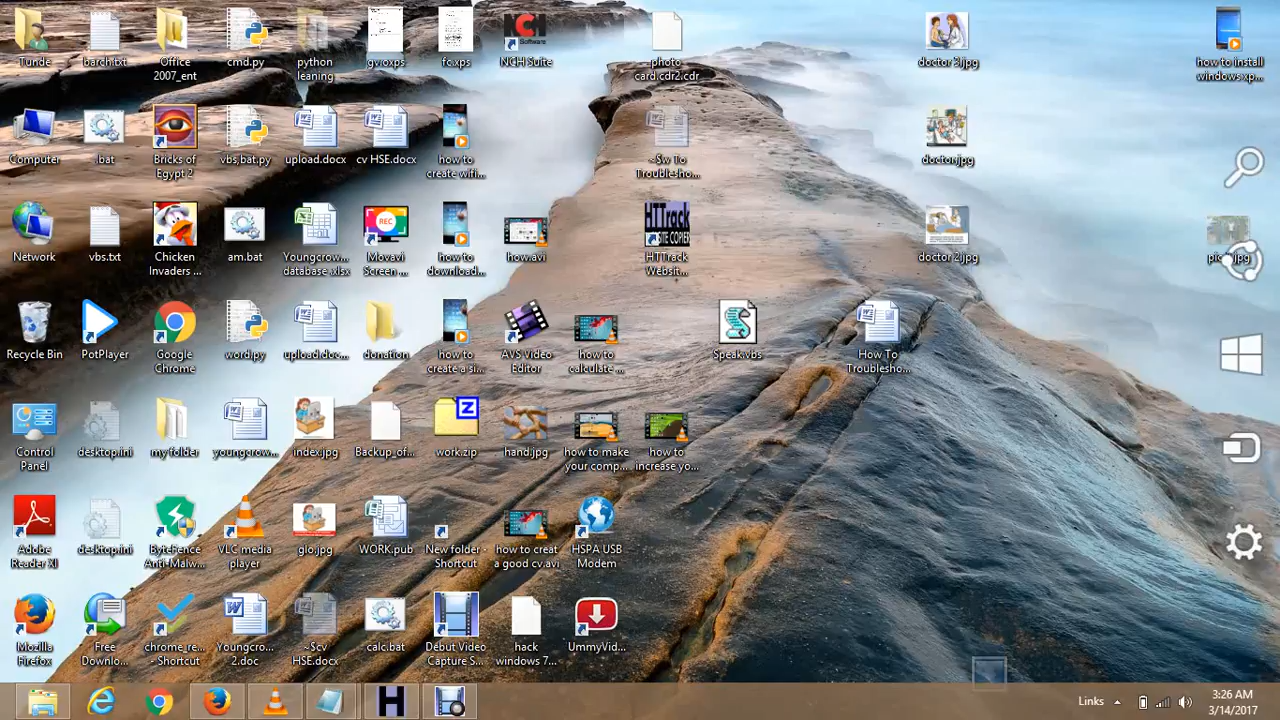 Tunde
barch.txt
Office
2007_ent
cmd.py
python
leaning
gv.oxps
fc.xps
NCH Software
NCH Suite
photo
card.cdr2.cdr
doctor 3.jpg
how to install
windows xp...
Computer
.bat
Bricks of
Egypt 2
vbs,bat.py
upload.docx
cv HSE.docx
how to
create wifi...
~$w To
Troublesho...
doctor.jpg
Network
vbs.txt
Chicken
Invaders ...
am.bat
Youngcrow...
database.xlsx
REC
Movavi
Screen ...
how to
download...
how.avi
HTTrack
SITE COPIER
HTTrack
Websit...
doctor 2.jpg
Recycle Bin
PotPlayer
Google
Chrome
word.py
upload.doc...
donation
how to
create a si...
AVS Video
Editor
how to
calculate ...
Speak.vbs
How To
Troublesho...
Control
Panel
desktop.ini
my folder
youngcrow...
index.jpg
Backup_of...
work.zip
hand.jpg
how to make
your comp...
how to
increase yo...
Adobe
Reader XI
desktop.ini
ByteFence
Anti-Malw...
VLC media
player
glo.jpg
WORK.pub
New folder -
Shortcut
how to creat
a good cv.avi
HSPA USB
Modem
Mozilla
Firefox
Free
Downlo...
chrome_re...
- Shortcut
Youngcro...
2.doc
~$cv
HSE.docx
calc.bat
Debut Video
Capture S...
hack
windows 7...
UmmyVid...
Links
3:26 AM
3/14/2017